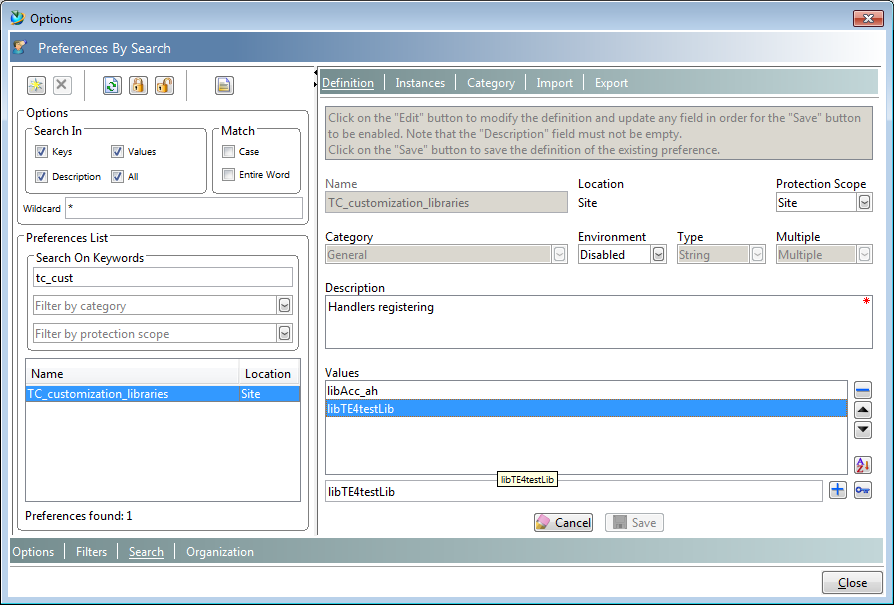 Options
Preferences By Search
Options
Search In
Keys
Values
Description
All
Match
Case
Entire Word
Wildcard
*
Preferences List
Search On Keywords
tc_cust
Filter by category
Filter by protection scope
Name Location
TC_customization_libraries Site
Preferences found: 1
Definition Instances Category Import Export
Click on the "Edit" button to modify the definition and update any field in order for the "Save" button
to be enabled. Note that the "Description" field must not be empty.
Click on the "Save" button to save the definition of the existing preference.
Name Location Protection Scope
TC_customization_libraries Site Site
Category Environment Type Multiple
General Disabled String Multiple
Description
Handlers registering
*
Values
libAcc_ah
libTE4testLib
libTE4testLib
libTE4testLib
Cancel Save
Options Filters Search Organization
Close